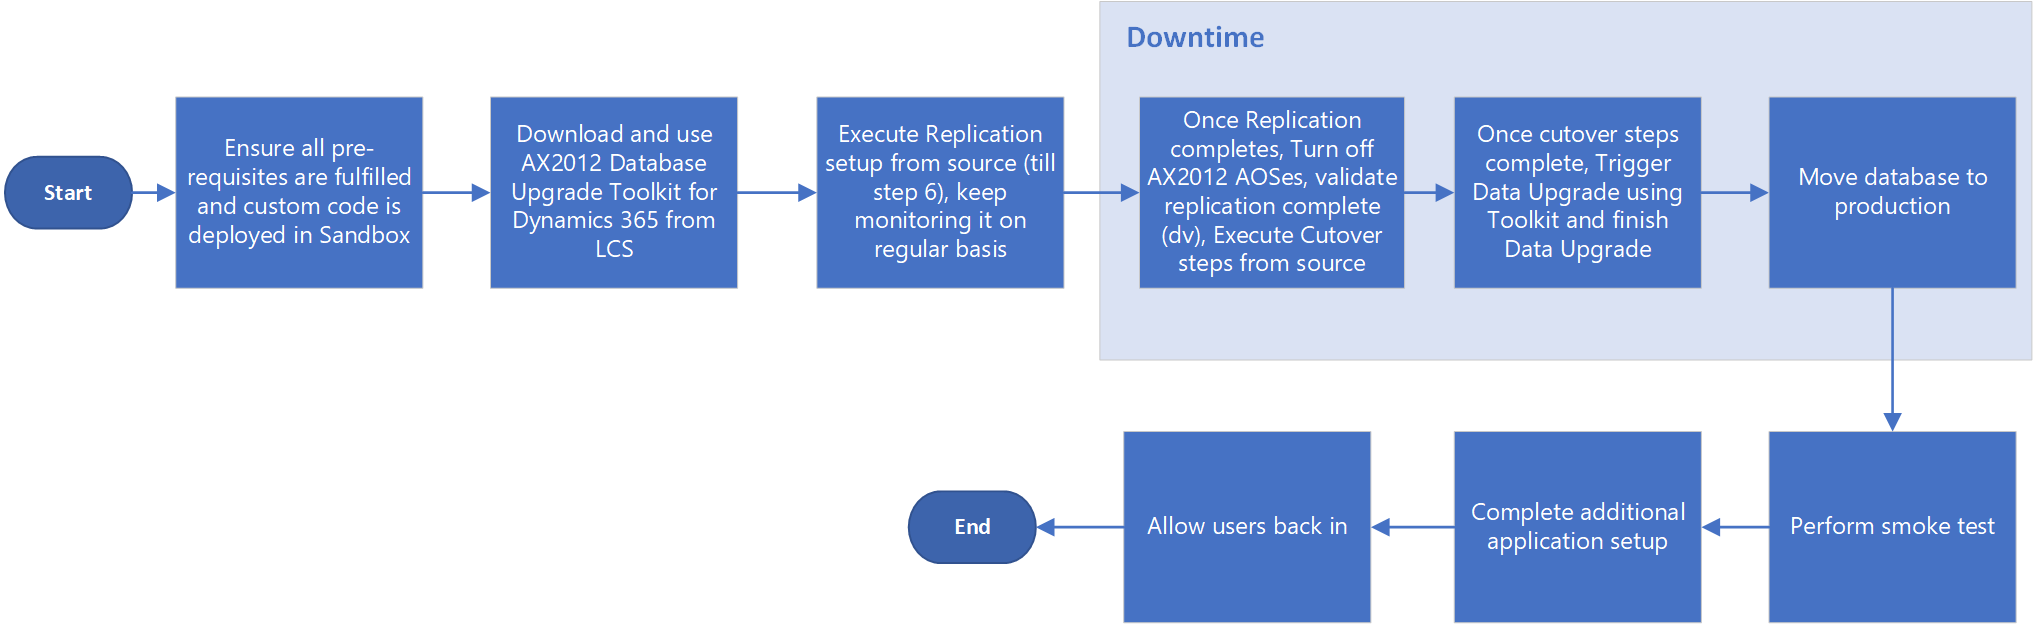 Downtime
Start
Ensure all pre-
requisites are fulfilled
and custom code is
deployed in Sandbox
Download and use
AX2012 Database
Upgrade Toolkit for
Dynamics 365 from
LCS
Execute Replication
setup from source (till
step 6), keep
monitoring it on
regular basis
Once Replication
completes, Turn off
AX2012 AOSes, validate
replication complete
(dv), Execute Cutover
steps from source
Once cutover steps
complete, Trigger
Data Upgrade using
Toolkit and finish
Data Upgrade
Move database to
production
Perform smoke test
Complete additional
application setup
Allow users back in
End